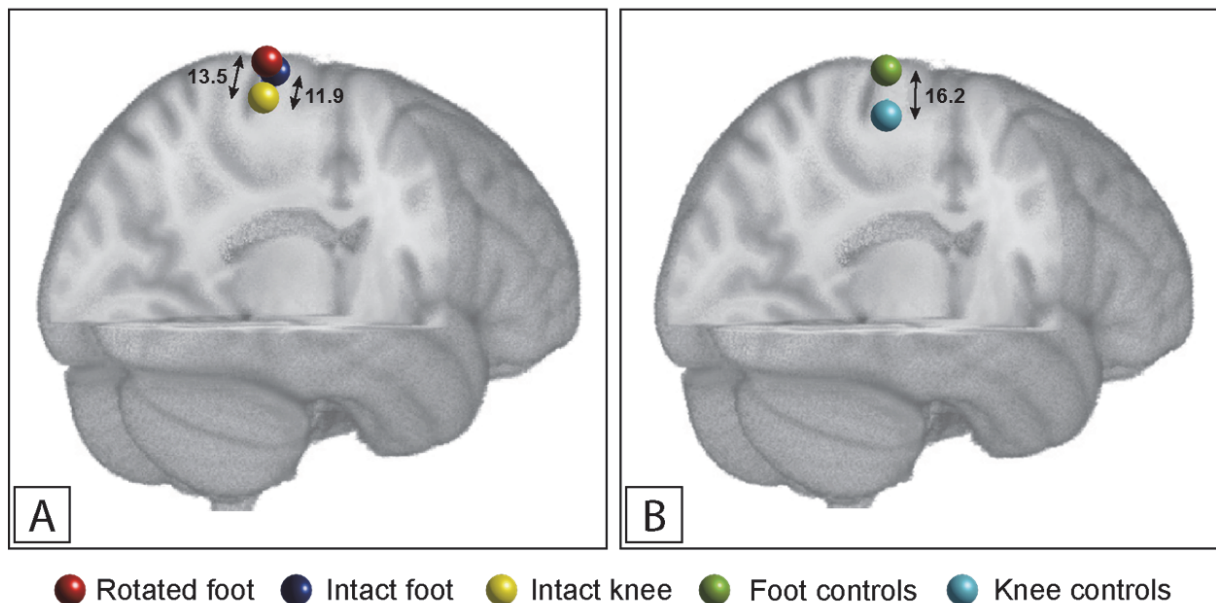 13.5
11.9
16.2
A
B
Rotated foot
Intact foot
Intact knee
Foot controls
Knee controls